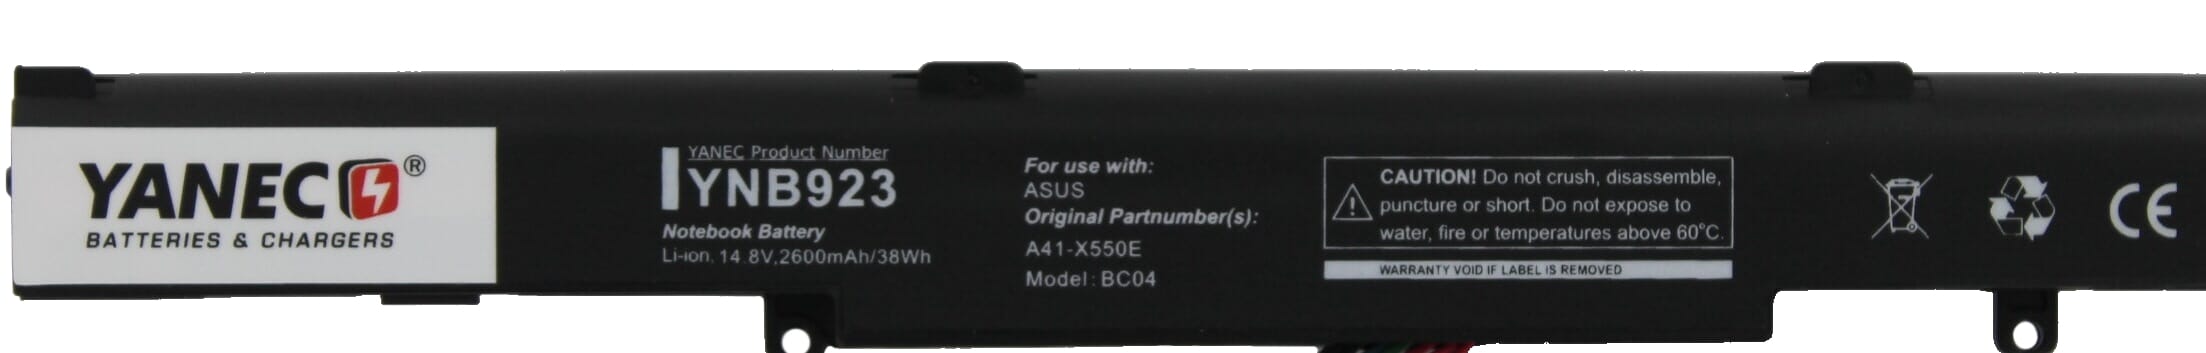 YANEC®
BATTERIES & CHARGERS
YANEC Product Number
YNB923
Notebook Battery
Li-ion, 14.8V,2600mAh/38Wh
For use with:
ASUS
Original Partnumber(s):
A41-X550E
Model: BC04
CAUTION! Do not crush, disassemble,
puncture or short. Do not expose to
water, fire or temperatures above 60°C.
WARRANTY VOID IF LABEL IS REMOVED
CE